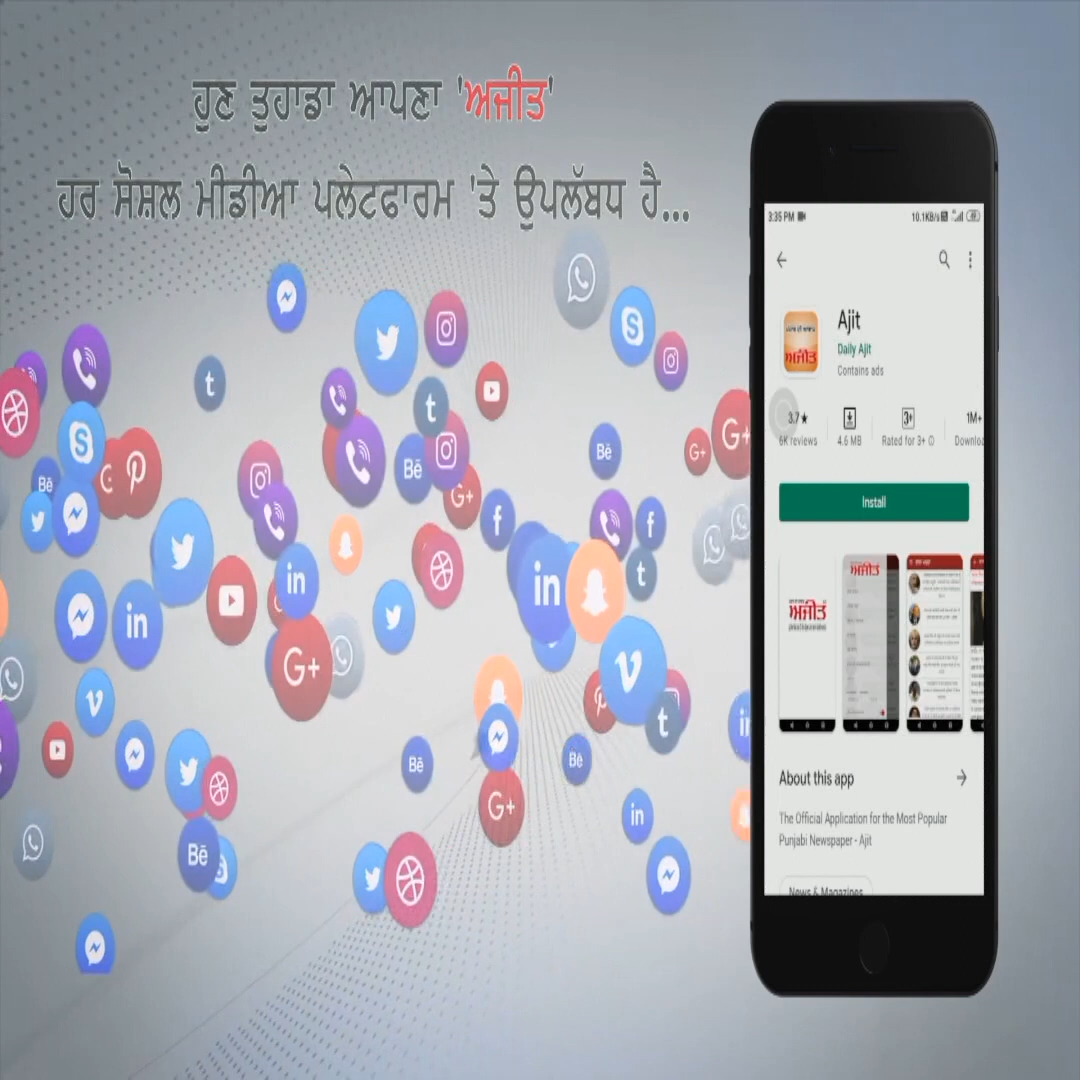 ਹੁਣ ਤੁਹਾਡਾ ਆਪਣਾ 'ਅਜੀਤ'
ਹਰ ਸੋਸ਼ਲ ਮੀਡੀਆ ਪਲੇਟਫਾਰਮ 'ਤੇ ਉਪਲੱਬਧ ਹੈ...
3:35 PM 10.1KB/s
Ajit
Daily Ajit
Contains ads
ਅਜੀਤ
3.7★ 3+ 1M+
6K reviews 4.6 MB Rated for 3+ Downloa
Install
ਅਜੀਤ
ਅਜੀਤ
About this app
The Official Application for the Most Popular
Punjabi Newspaper - Ajit
News & Magazines